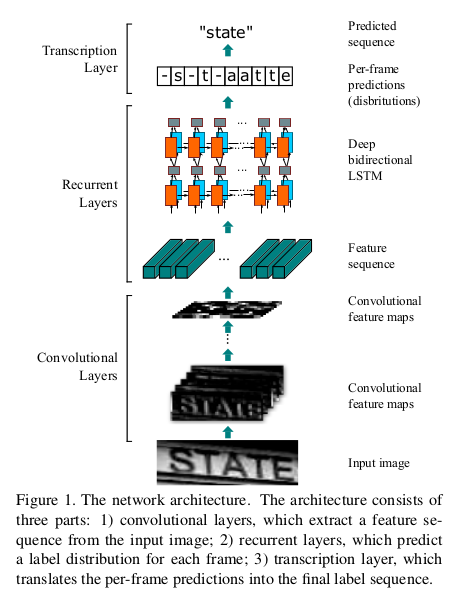 "state"
Predicted
sequence
Transcription
Layer
- s - t - a a t t e
Per-frame
predictions
(disbritutions)
Recurrent
Layers
Deep
bidirectional
LSTM
...
Feature
sequence
Convolutional
feature maps
Convolutional
Layers
STATE
Convolutional
feature maps
STATE
Input image
Figure 1. The network architecture. The architecture consists of
three parts: 1) convolutional layers, which extract a feature se-
quence from the input image; 2) recurrent layers, which predict
a label distribution for each frame; 3) transcription layer, which
translates the per-frame predictions into the final label sequence.